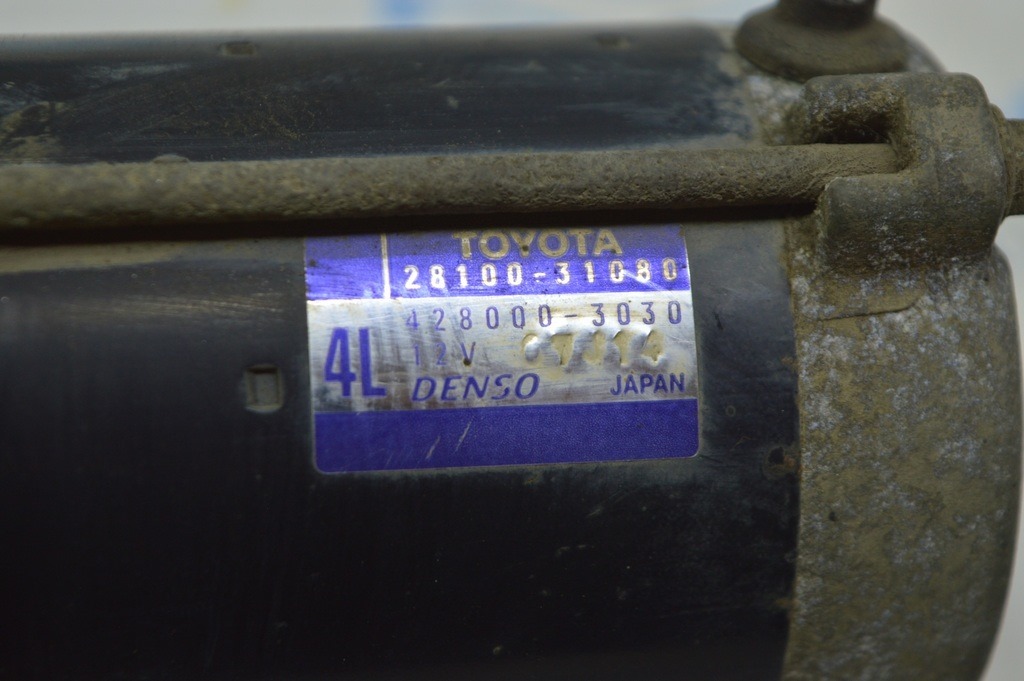 TOYOTA
28100-31080
428000-3030
4L
12V
DENSO JAPAN